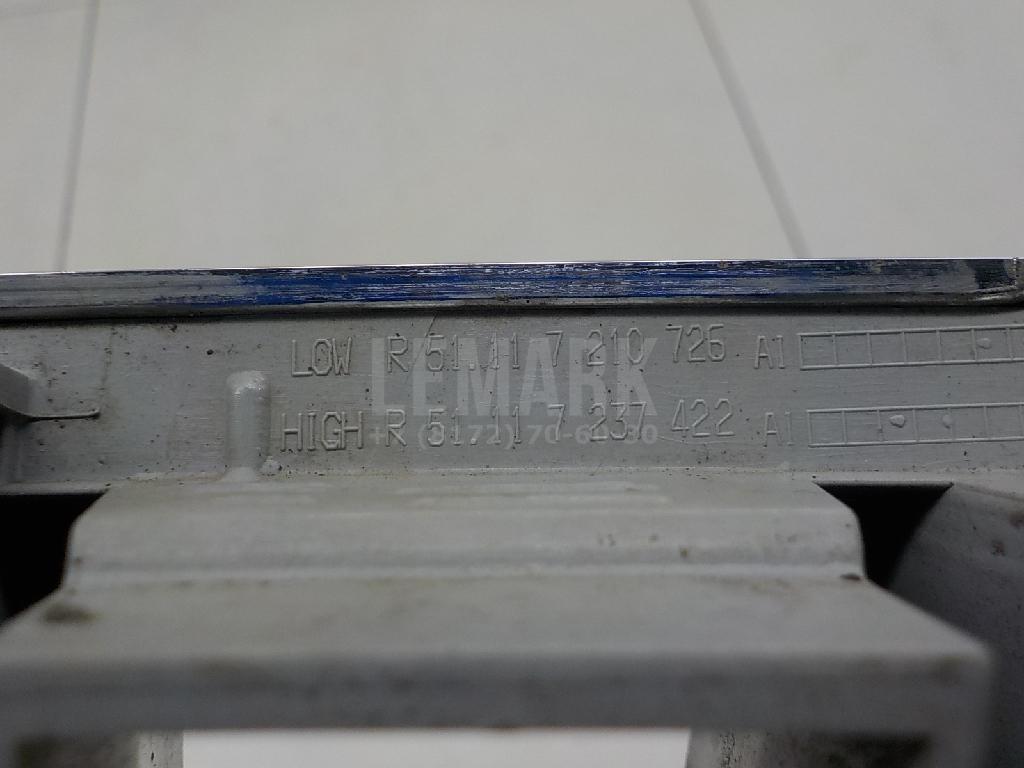 LOW R 51.11 7 210 726 A1
LEMARK
HIGH R 51.11 7 237 422 A1